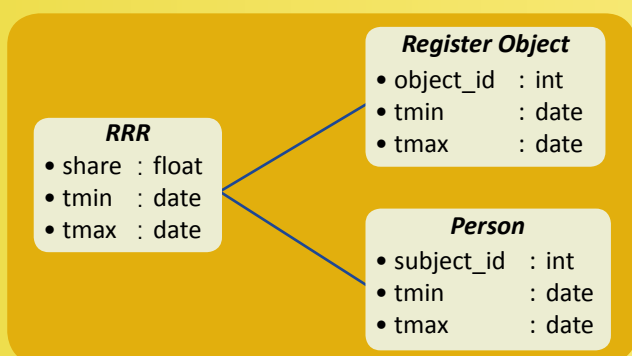 Register Object
• object_id : int
• tmin : date
• tmax : date
RRR
• share : float
• tmin : date
• tmax : date
Person
• subject_id : int
• tmin : date
• tmax : date